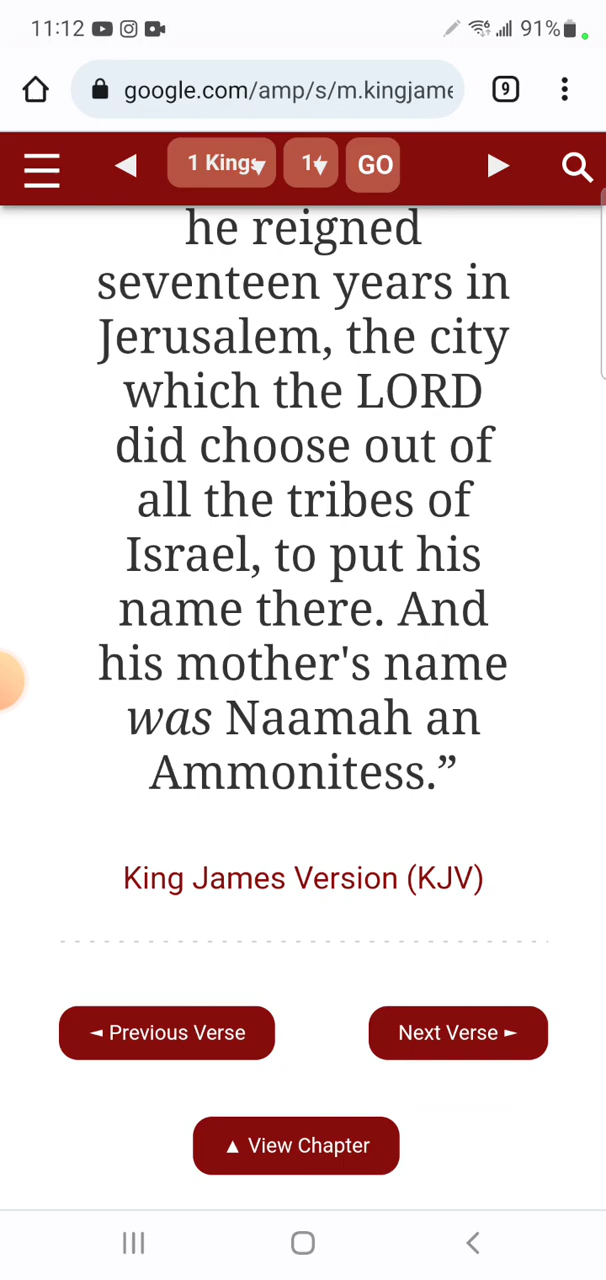 11:12 91%
google.com/amp/s/m.kingjame
9
1 Kings 1 GO
he reigned
seventeen years in
Jerusalem, the city
which the LORD
did choose out of
all the tribes of
Israel, to put his
name there. And
his mother's name
was Naamah an
Ammonitess.”
King James Version (KJV)
◄ Previous Verse
Next Verse ►
▲ View Chapter